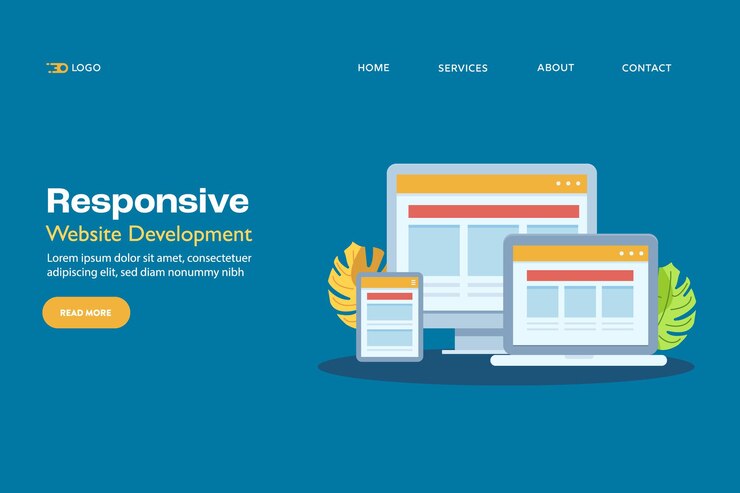 LOGO
HOME SERVICES ABOUT CONTACT
Responsive
Website Development
Lorem ipsum dolor sit amet, consectetuer
adipiscing elit, sed diam nonummy nibh
READ MORE